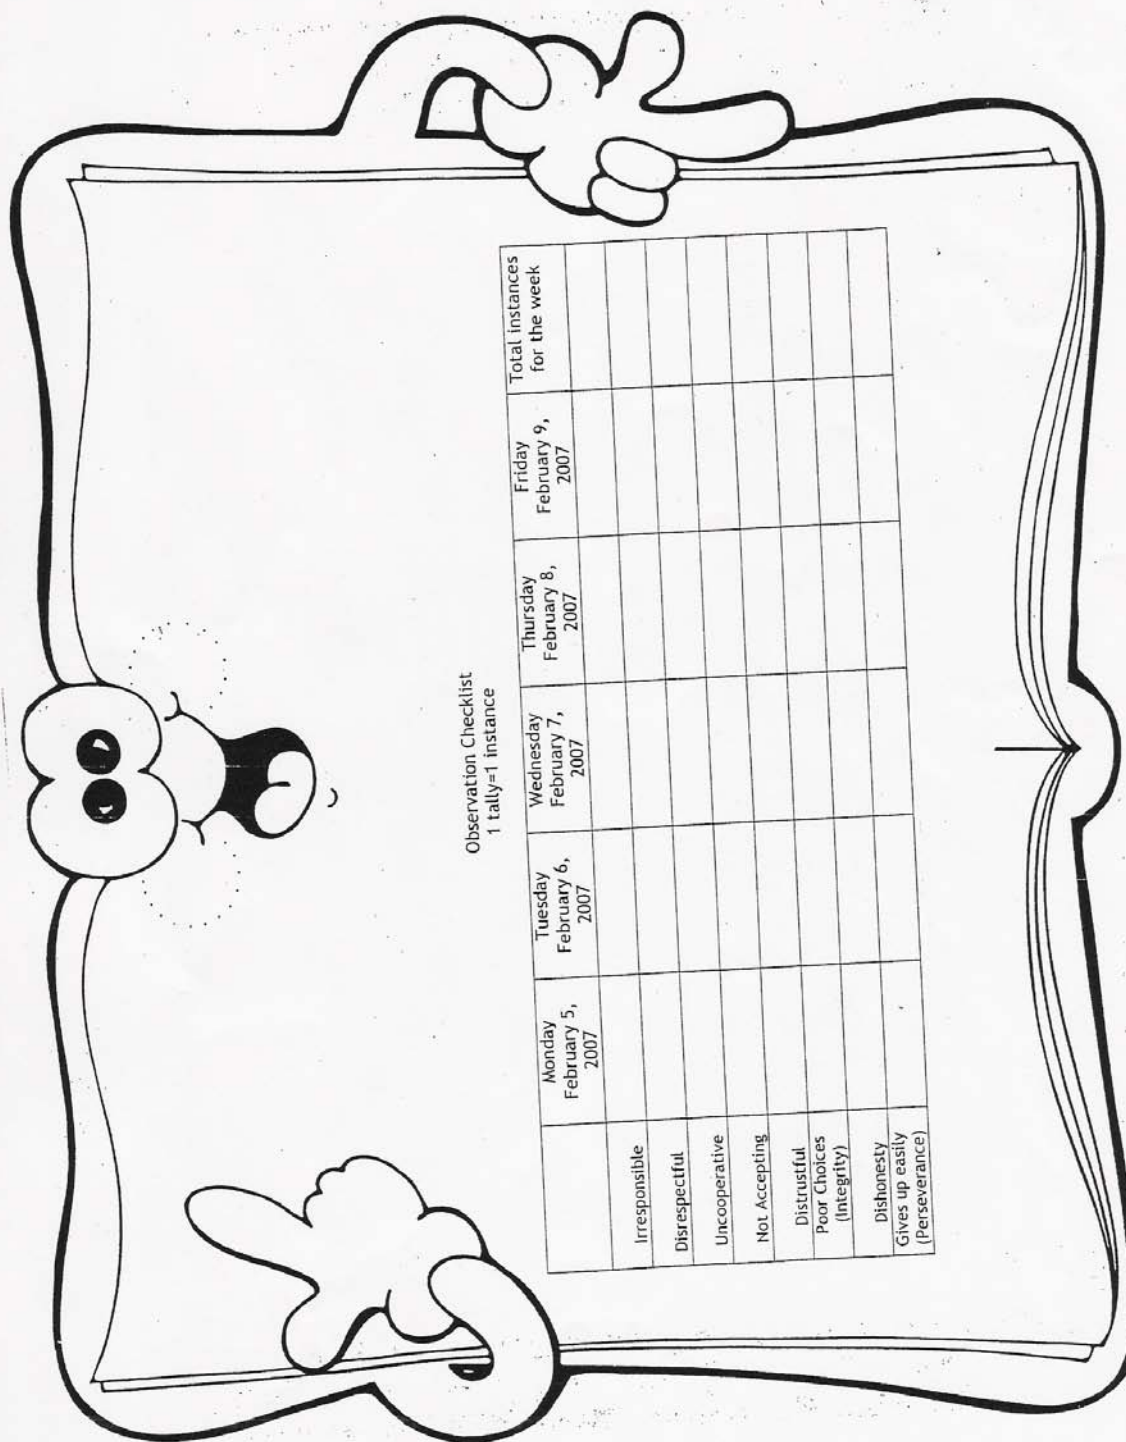 Observation Checklist
1 tally=1 instance
Monday
February 5,
2007
Tuesday
February 6,
2007
Wednesday
February 7,
2007
Thursday
February 8,
2007
Friday
February 9,
2007
Total instances
for the week
Irresponsible
Disrespectful
Uncooperative
Not Accepting
Distrustful
Poor Choices
(Integrity)
Dishonesty
Gives up easily
(Perseverance)